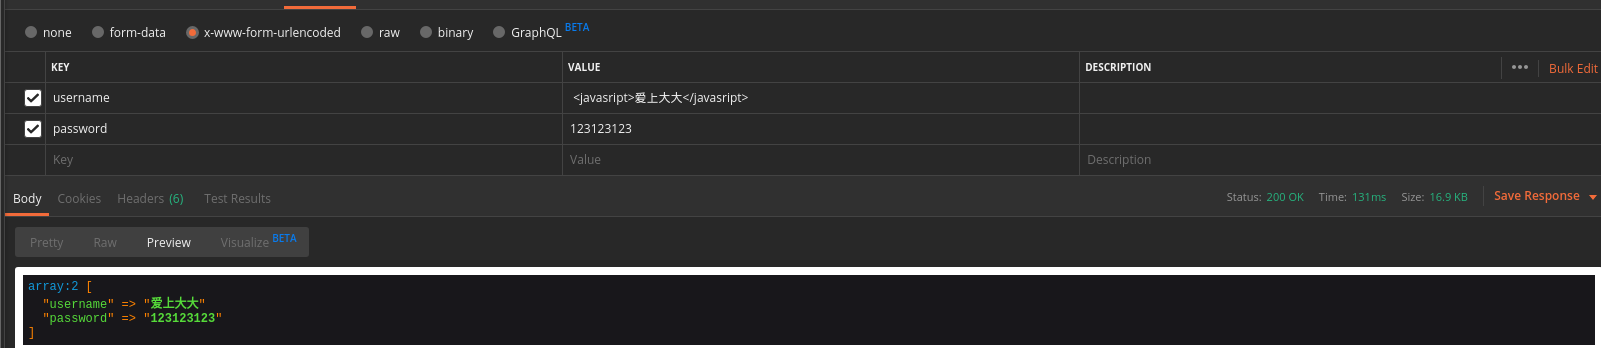 none form-data x-www-form-urlencoded raw binary GraphQL BETA
KEY VALUE DESCRIPTION ••• Bulk Edit
username <javasript>爱上大大</javasript>
password 123123123
Key Value Description
Body Cookies Headers (6) Test Results Status: 200 OK Time: 131ms Size: 16.9 KB Save Response
Pretty Raw Preview Visualize BETA
array:2 [
"username" => "爱上大大"
"password" => "123123123"
]